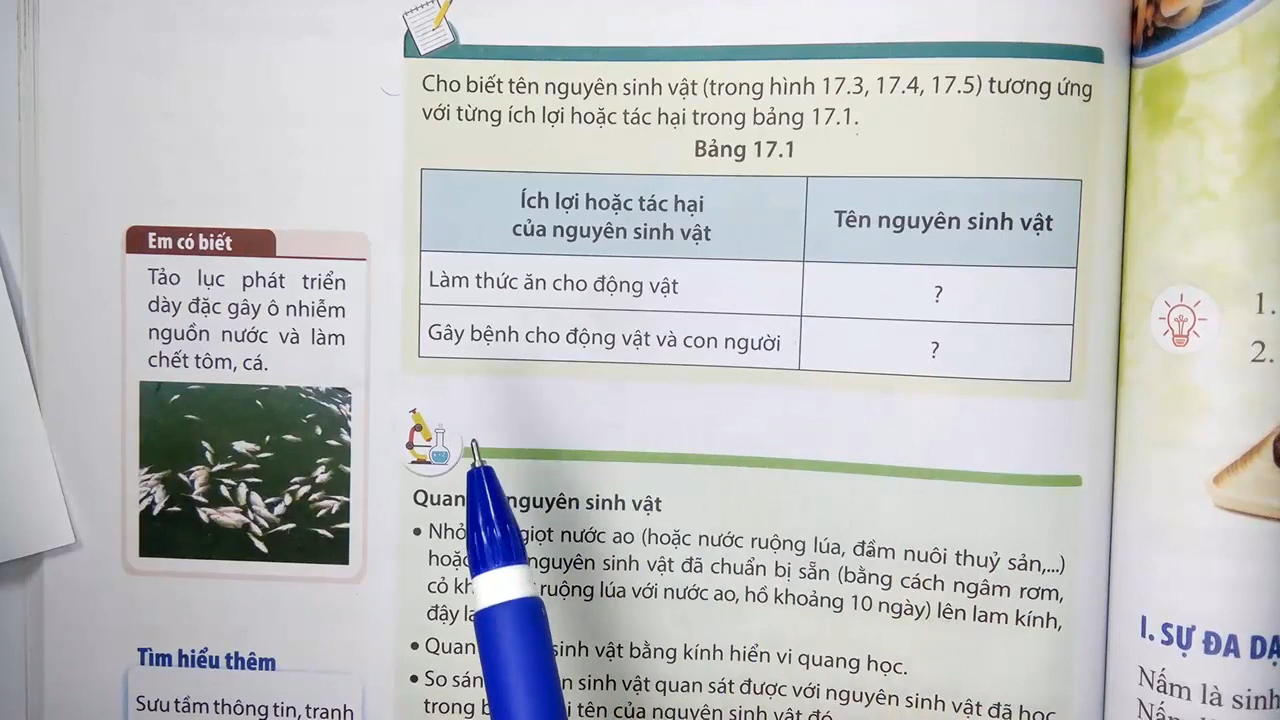 Cho biết tên nguyên sinh vật (trong hình 17.3, 17.4, 17.5) tương ứng
với từng ích lợi hoặc tác hại trong bảng 17.1.
Bảng 17.1
Ích lợi hoặc tác hại
của nguyên sinh vật
Tên nguyên sinh vật
Làm thức ăn cho động vật
?
Gây bệnh cho động vật và con người
?
Em có biết
Tảo lục phát triển
dày đặc gây ô nhiễm
nguồn nước và làm
chết tôm, cá.
Quan nguyên sinh vật
• Nhỏ giọt nước ao (hoặc nước ruộng lúa, đầm nuôi thuỷ sản,...)
hoặc nguyên sinh vật đã chuẩn bị sẵn (bằng cách ngâm rơm,
cỏ ruộng lúa với nước ao, hồ khoảng 10 ngày) lên lam kính,
đậy
• Quan sinh vật bằng kính hiển vi quang học.
• So sinh vật quan sát được với nguyên sinh vật đã học
trong tên của nguyên sinh vật đó
Tìm hiểu thêm
Sưu tầm thông tin, tranh
1.
2.
I. SỰ ĐA
Nấm là sinh
Nấm